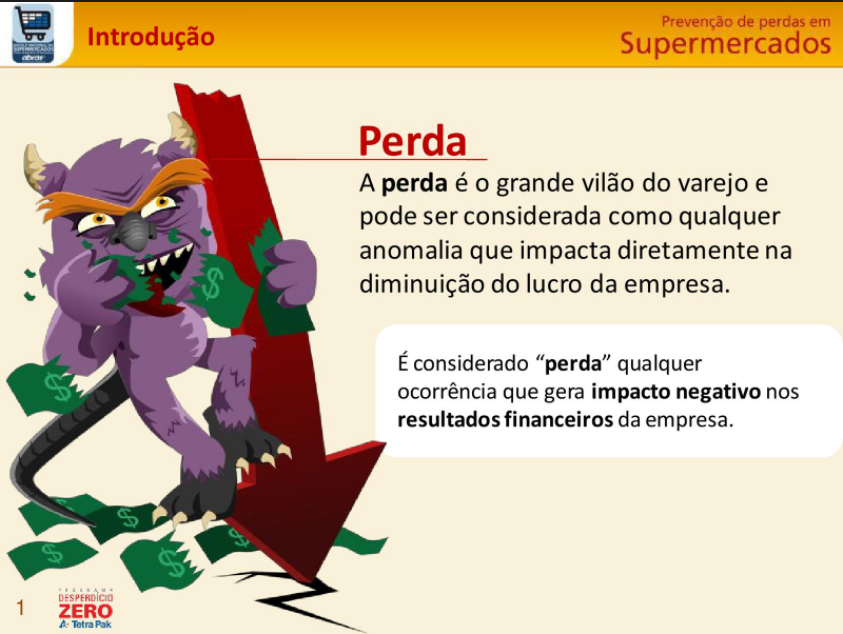 Introdução
Prevenção de perdas em
Supermercados
abras
Perda
A perda é o grande vilão do varejo e
pode ser considerada como qualquer
anomalia que impacta diretamente na
diminuição do lucro da empresa.
É considerado “perda” qualquer
ocorrência que gera impacto negativo nos
resultados financeiros da empresa.
$
$
$
$
$
$
$
1
PROGRAMA
DESPERDÍCIO
ZERO
Tetra Pak